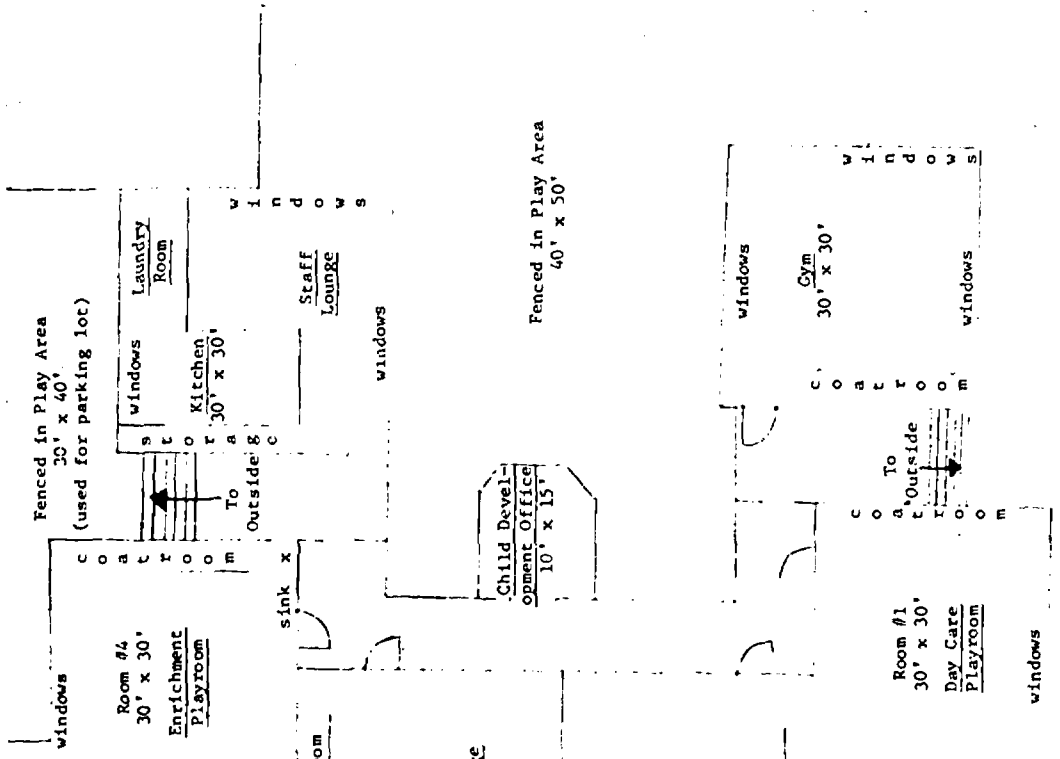 Fenced in Play Area
30' x 40'
(used for parking lot)
windows
Laundry
Room
Kitchen
30' x 30'
storage
Staff
Lounge
windows
windows
To
Outside
coatroom
windows
Room #4
30' x 30'
Enrichment
Playroom
sink x
Fenced in Play Area
40' x 50'
Child Devel-
opment Office
10' x 15'
windows
windows
Gym
30' x 30'
windows
coatroom
To
Outside
coatroom
Room #1
30' x 30'
Day Care
Playroom
windows
om